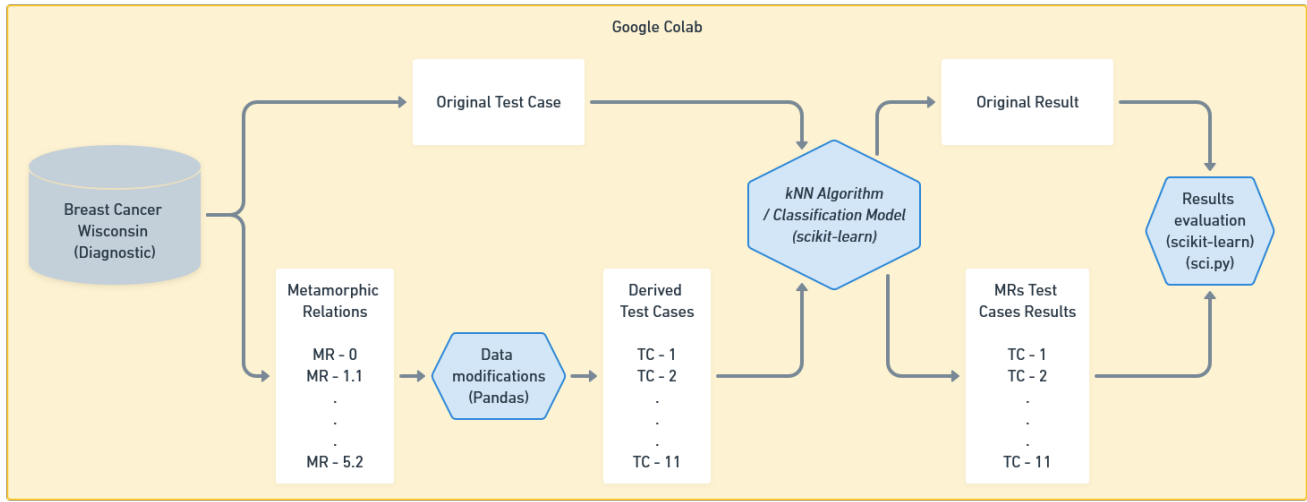 Google Colab
Original Test Case
Original Result
Breast Cancer
Wisconsin
(Diagnostic)
kNN Algorithm
/ Classification Model
(scikit-learn)
Results
evaluation
(scikit-learn)
(sci.py)
Metamorphic
Relations
MR - 0
MR - 1.1
.
.
.
MR - 5.2
Data
modifications
(Pandas)
Derived
Test Cases
TC - 1
TC - 2
.
.
.
TC - 11
MRs Test
Cases Results
TC - 1
TC - 2
.
.
.
TC - 11